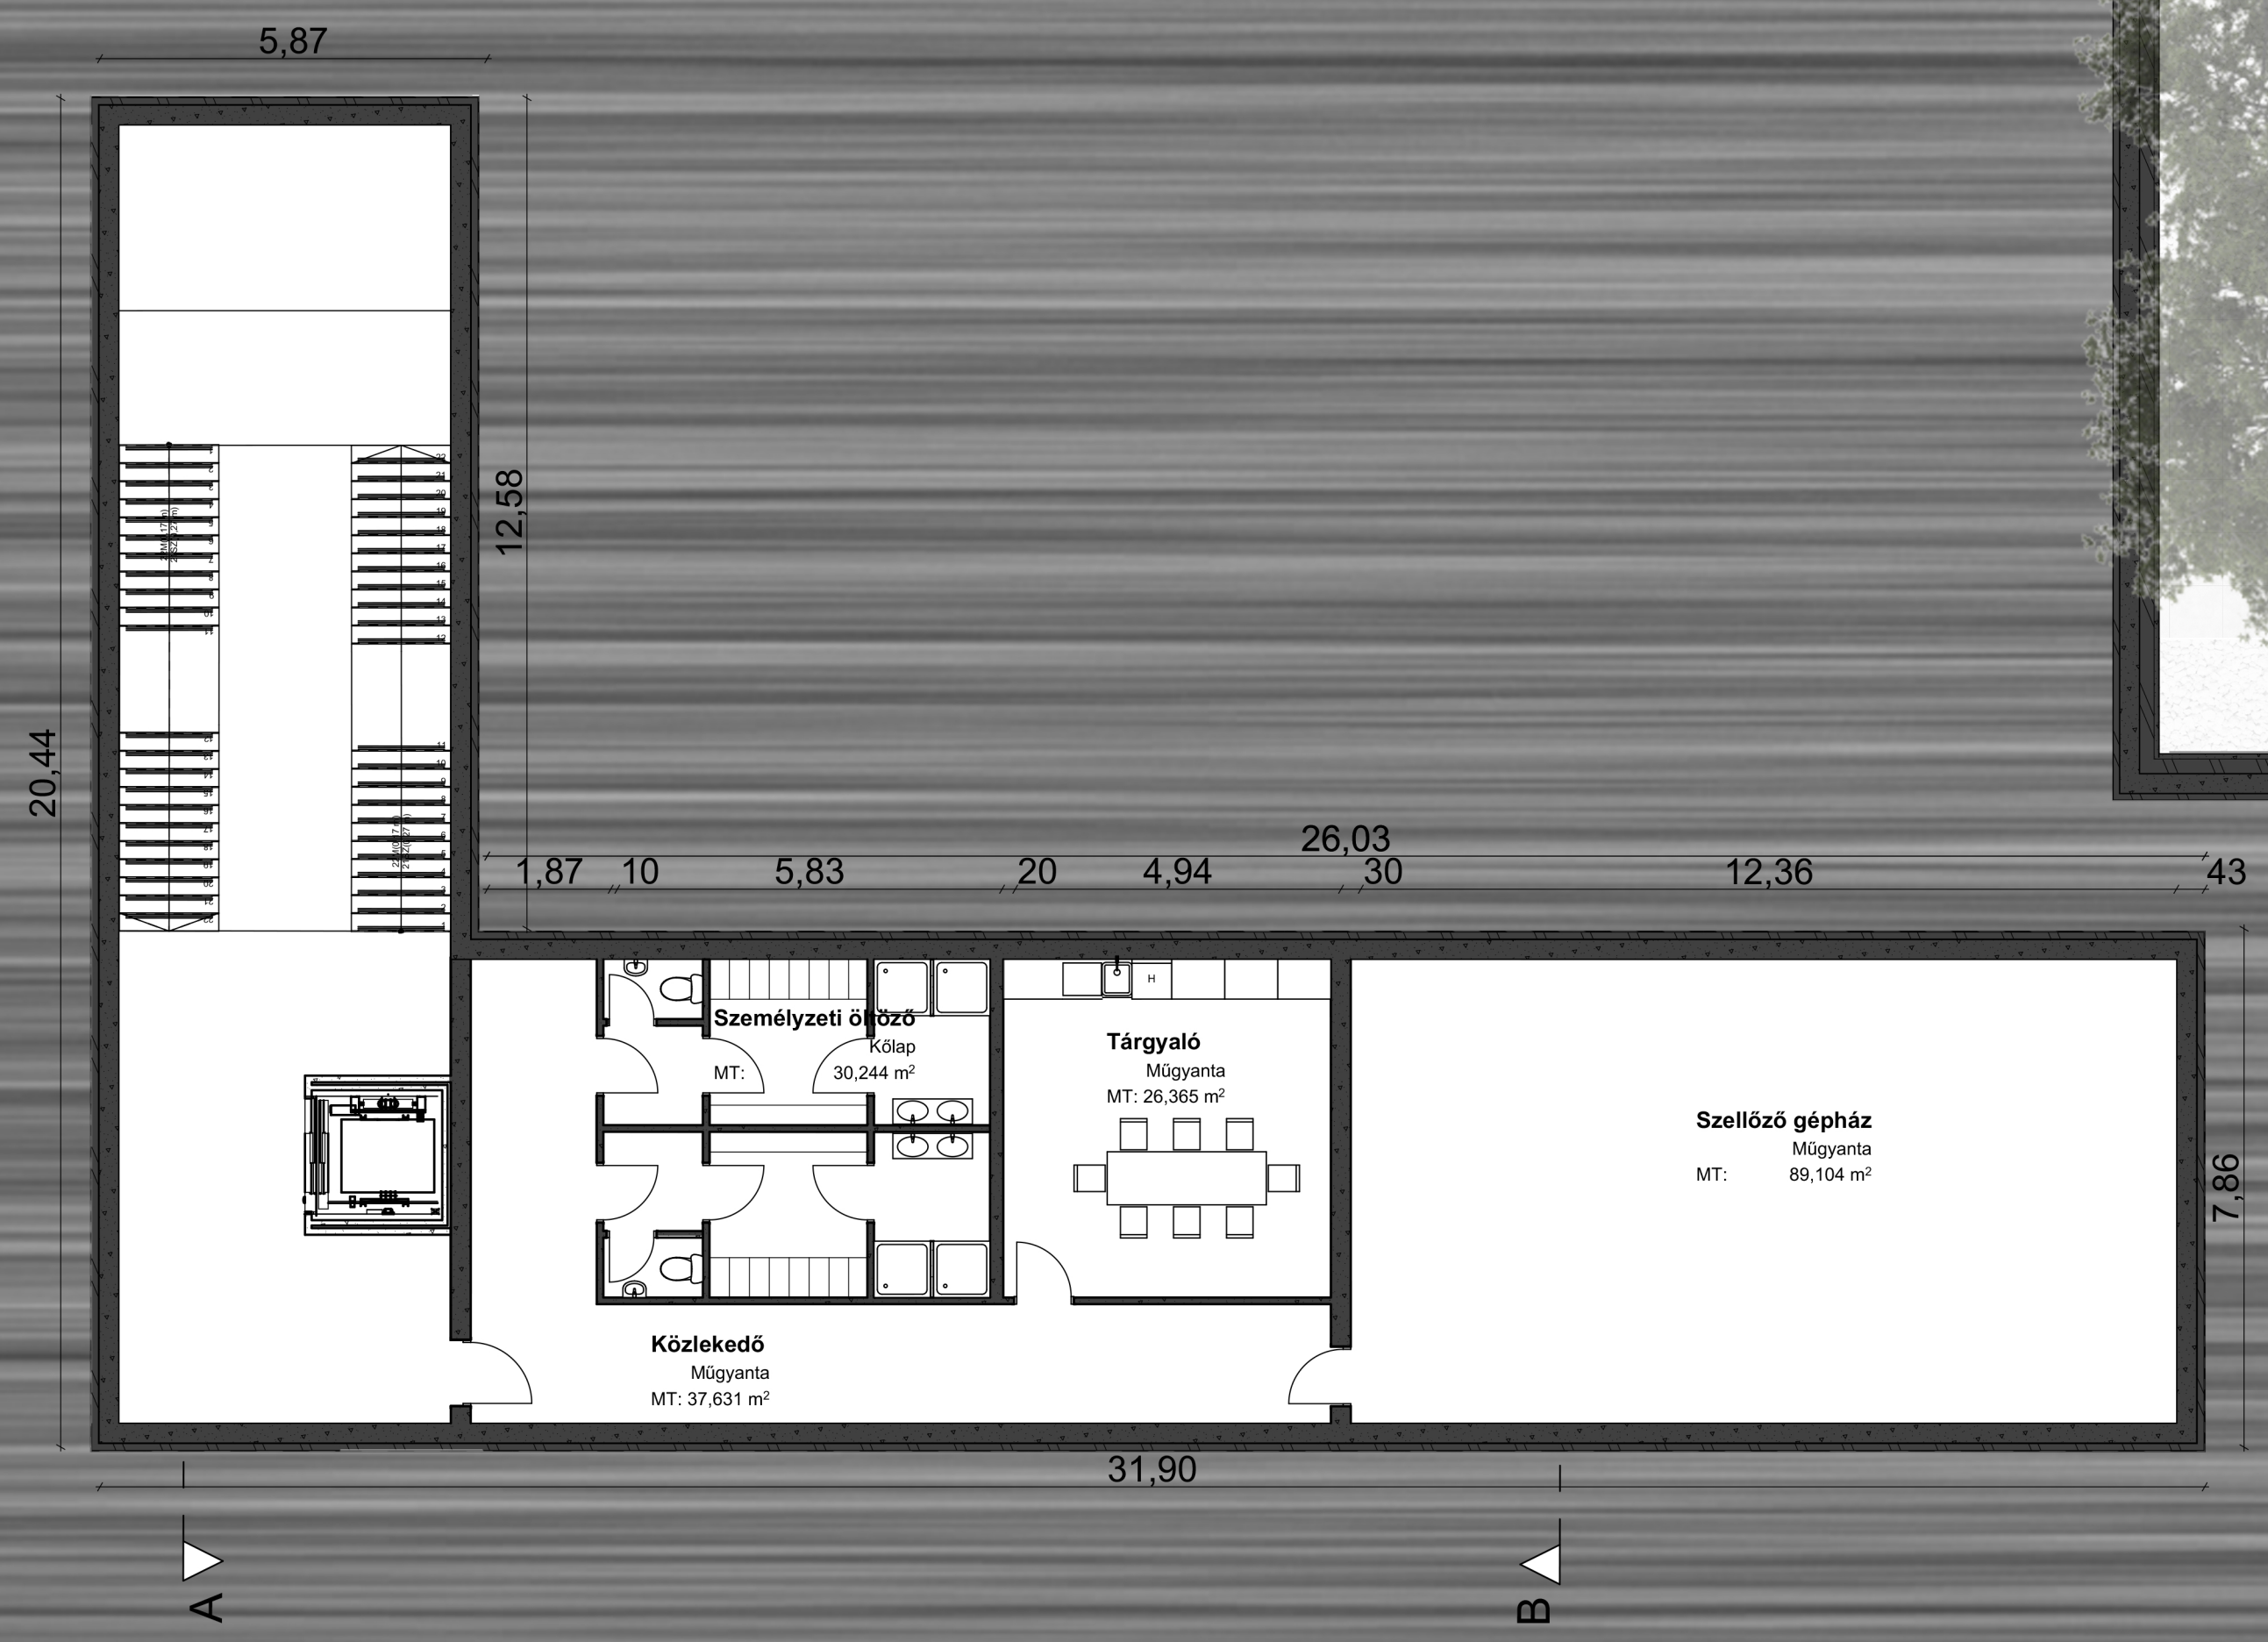 5,87
12,58
20,44
26,03
1,87 10 5,83 20 4,94 30 12,36 43
H
Személyzeti öltöző
Kőlap
MT: 30,244 m²
Tárgyaló
Műgyanta
MT: 26,365 m²
Szellőző gépház
Műgyanta
MT: 89,104 m²
7,86
Közlekedő
Műgyanta
MT: 37,631 m²
31,90
A
B